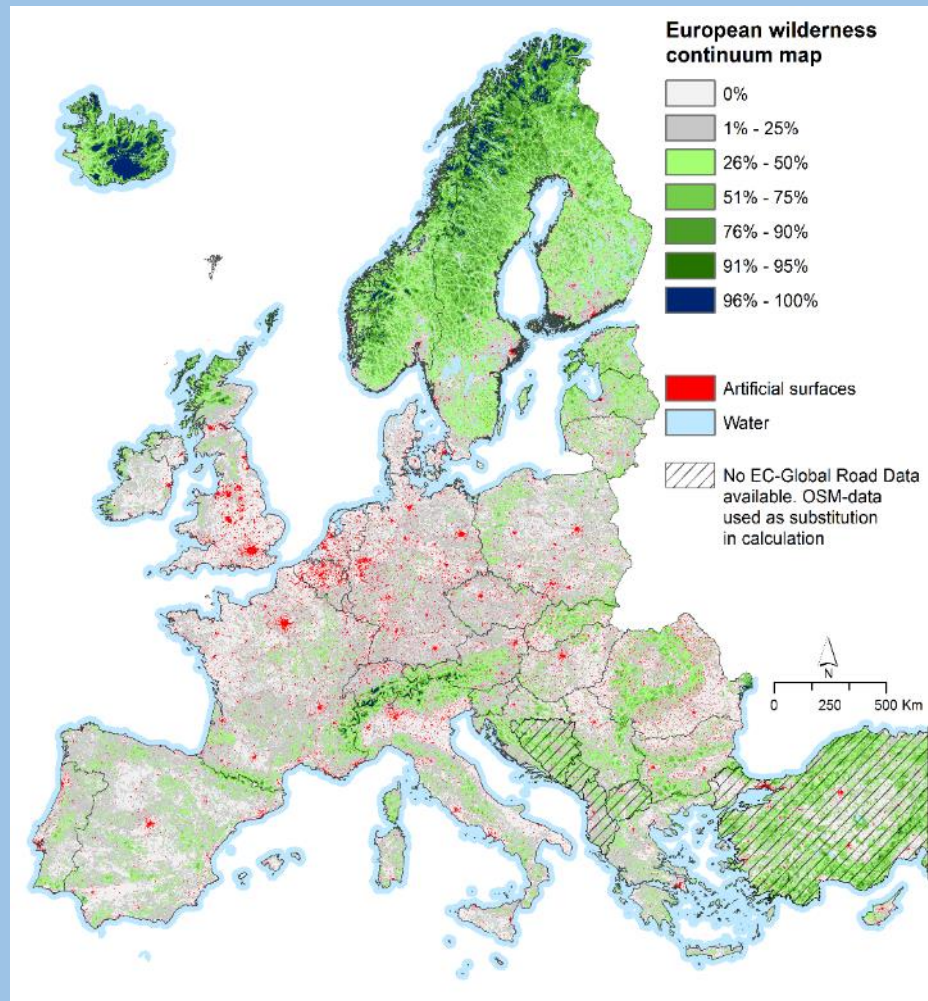 European wilderness
continuum map
0%
1% - 25%
26% - 50%
51% - 75%
76% - 90%
91% - 95%
96% - 100%
Artificial surfaces
Water
No EC-Global Road Data
available. OSM-data
used as substitution
in calculation
N
0 250 500 Km